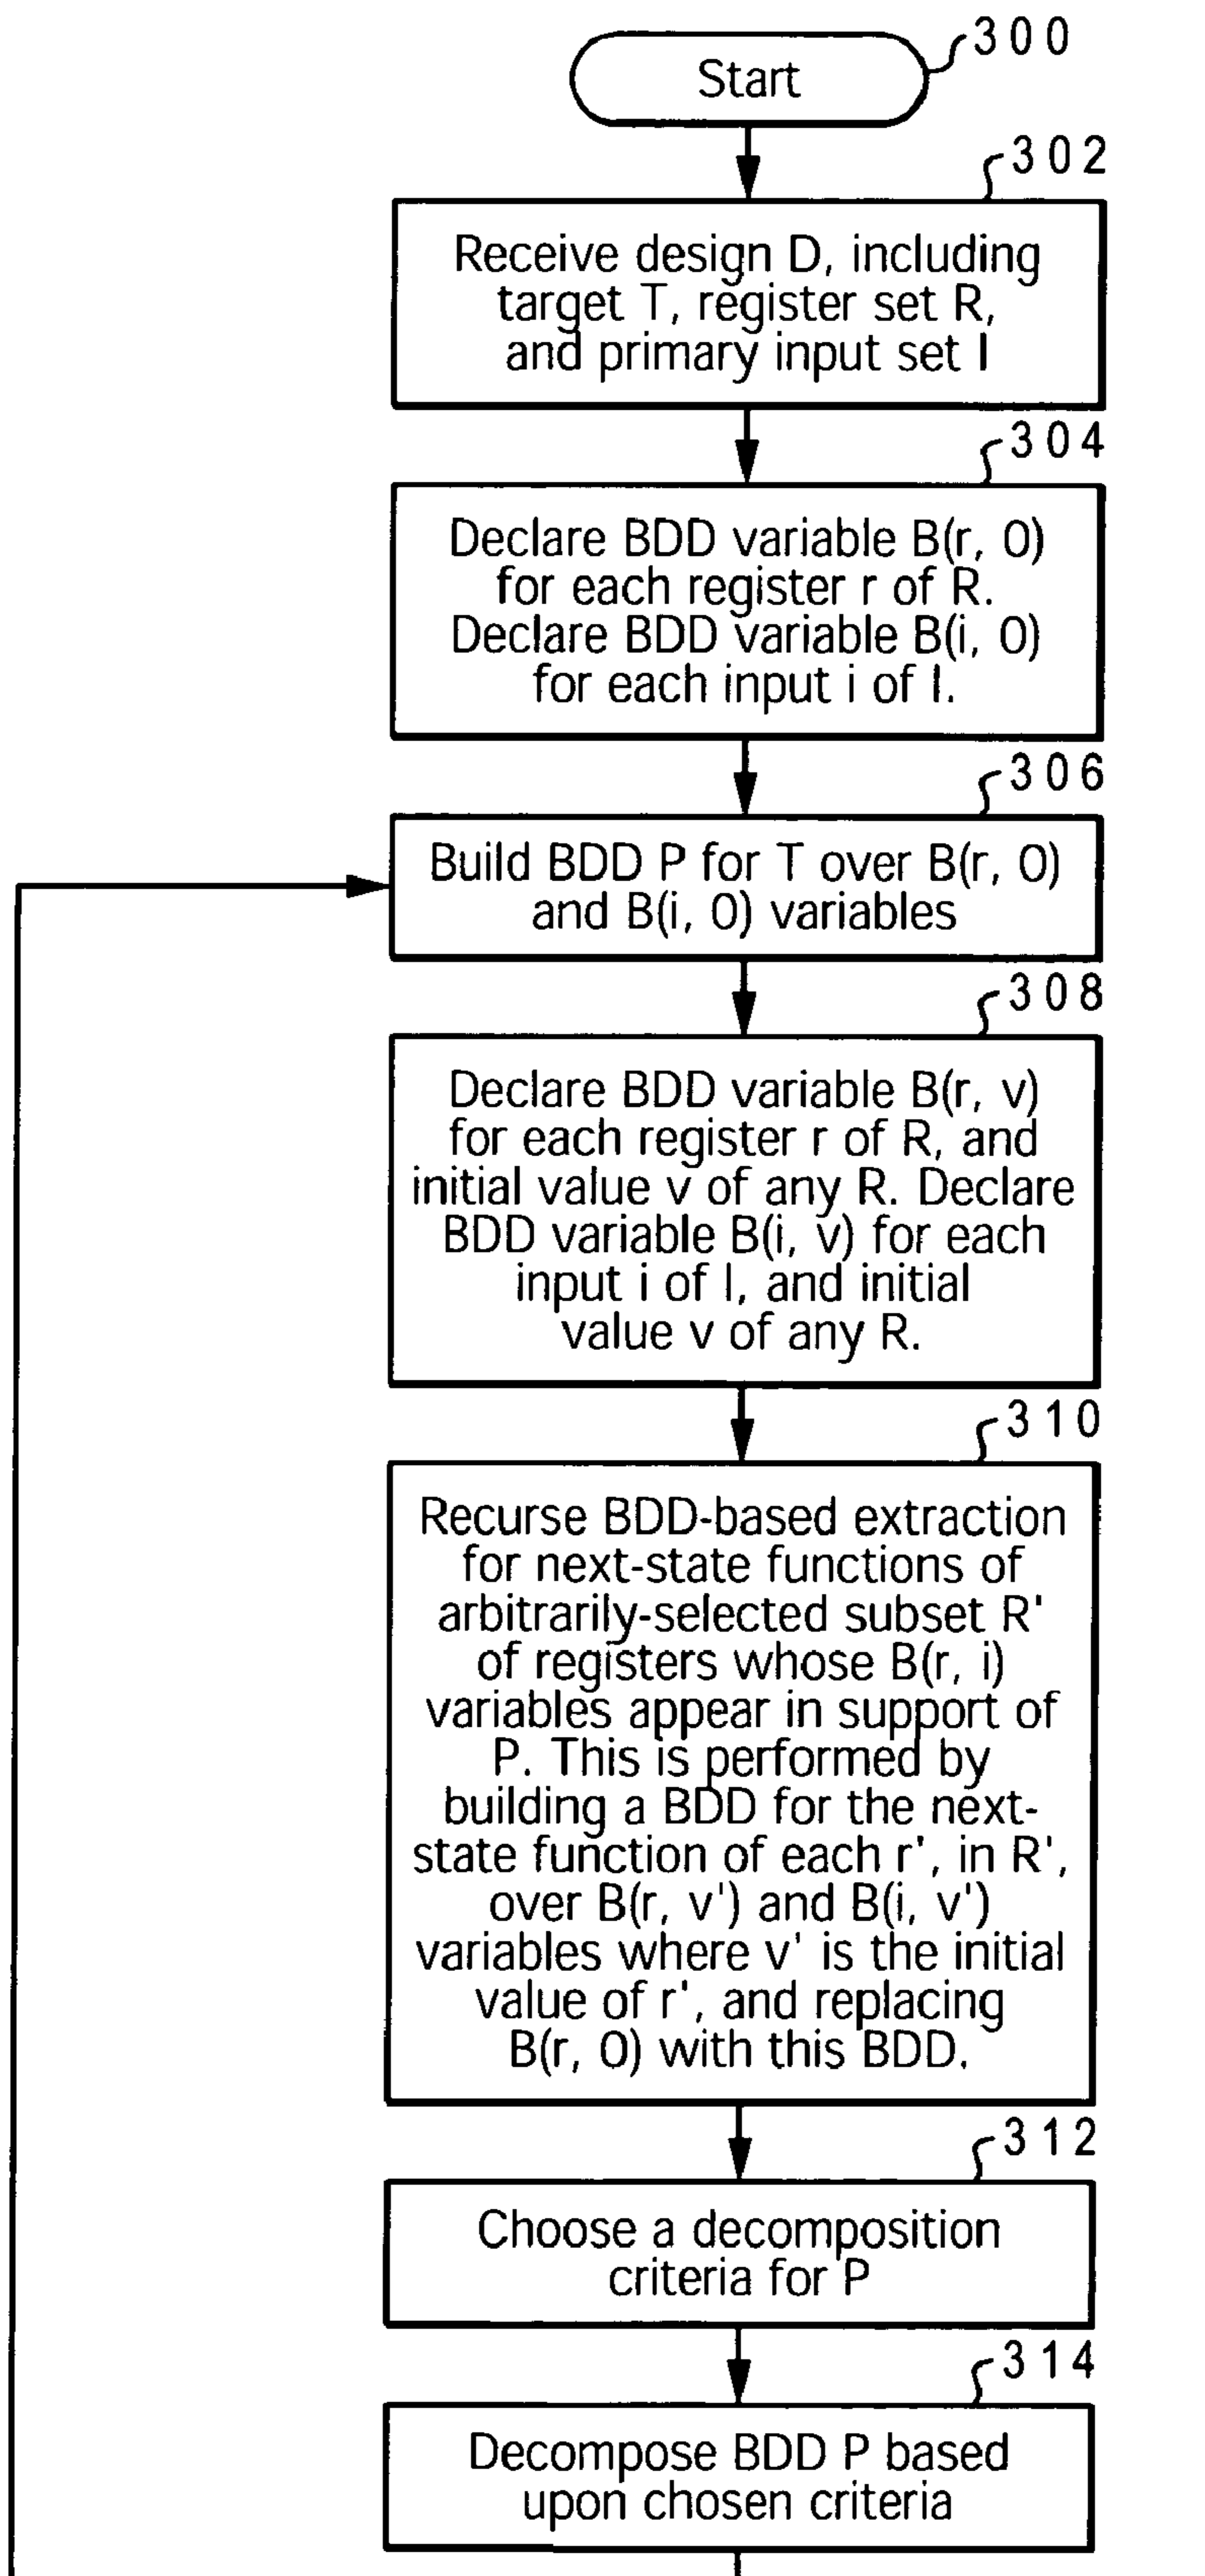 300
Start
302
Receive design D, including
target T, register set R,
and primary input set I
304
Declare BDD variable B(r, 0)
for each register r of R.
Declare BDD variable B(i, 0)
for each input i of I.
306
Build BDD P for T over B(r, 0)
and B(i, 0) variables
308
Declare BDD variable B(r, v)
for each register r of R, and
initial value v of any R. Declare
BDD variable B(i, v) for each
input i of I, and initial
value v of any R.
310
Recurse BDD-based extraction
for next-state functions of
arbitrarily-selected subset R'
of registers whose B(r, i)
variables appear in support of
P. This is performed by
building a BDD for the next-
state function of each r', in R',
over B(r, v') and B(i, v')
variables where v' is the initial
value of r', and replacing
B(r, 0) with this BDD.
312
Choose a decomposition
criteria for P
314
Decompose BDD P based
upon chosen criteria